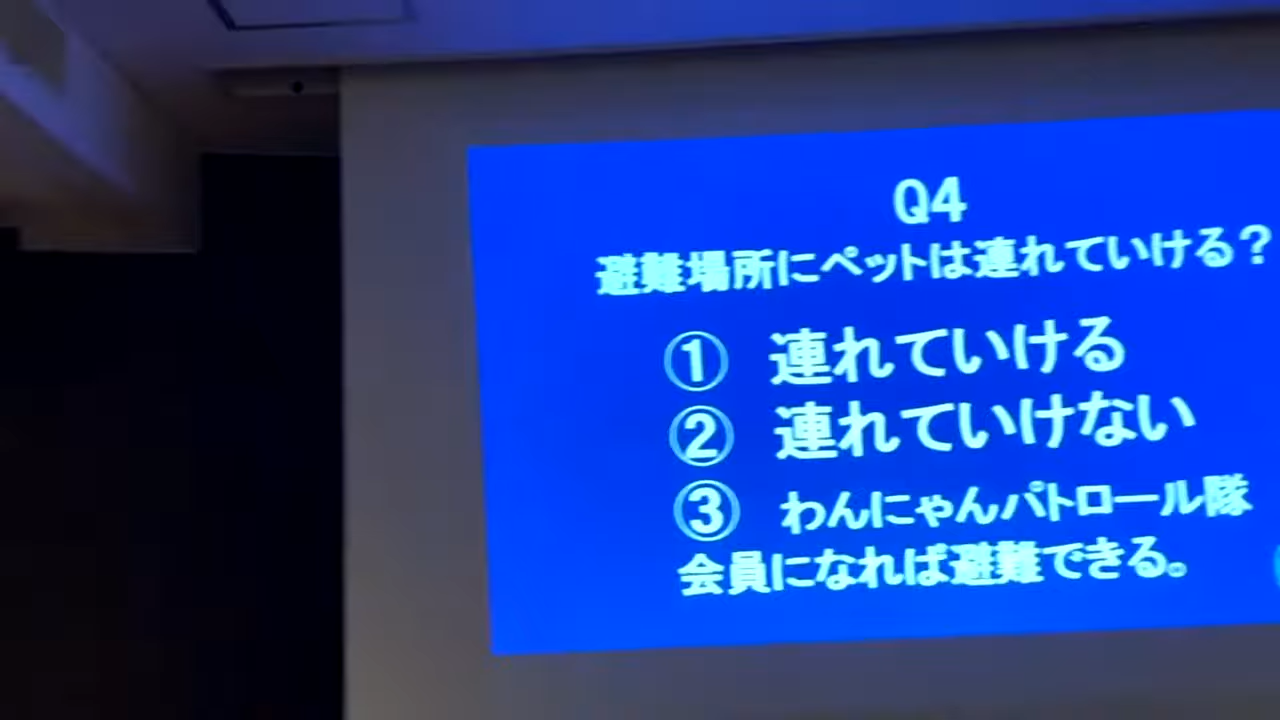 Q4
避難場所にペットは連れていける？
① 連れていける
② 連れていけない
③ わんにゃんパトロール隊
会員になれば避難できる。